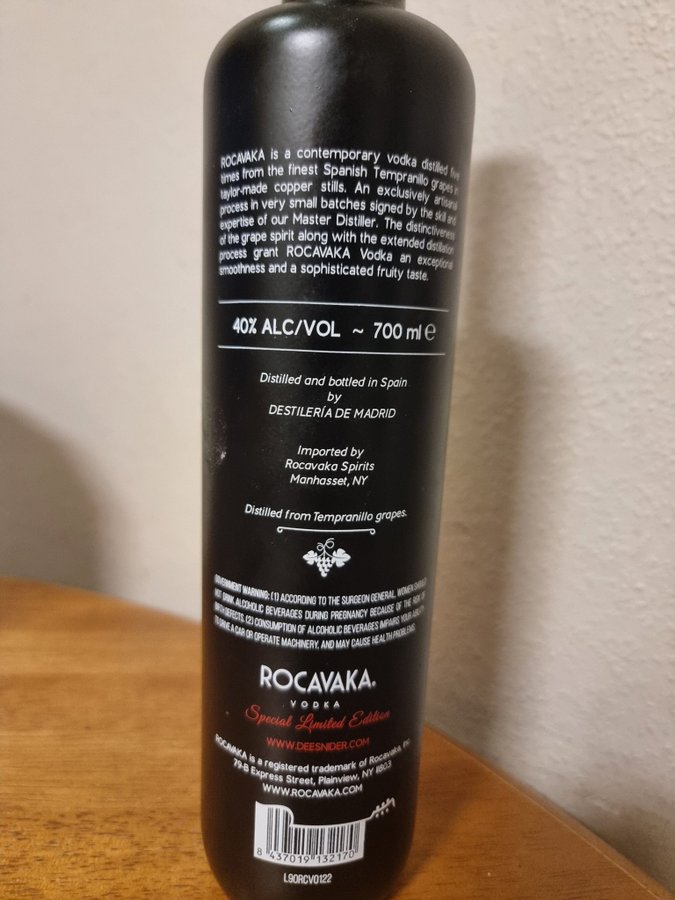 ROCAVAKA is a contemporary vodka distilled five
times from the finest Spanish Tempranillo grapes in
taylor-made copper stills. An exclusively artisanal
process in very small batches signed by the skill and
expertise of our Master Distiller. The distinctiveness
of the grape spirit along with the extended distillation
process grant ROCAVAKA Vodka an exceptional
smoothness and a sophisticated fruity taste.
40% ALC/VOL ~ 700 ml ℮
Distilled and bottled in Spain
by
DESTILERÍA DE MADRID
Imported by
Rocavaka Spirits
Manhasset, NY
Distilled from Tempranillo grapes.
GOVERNMENT WARNING: (1) ACCORDING TO THE SURGEON GENERAL, WOMEN SHOULD
NOT DRINK ALCOHOLIC BEVERAGES DURING PREGNANCY BECAUSE OF THE RISK OF
BIRTH DEFECTS. (2) CONSUMPTION OF ALCOHOLIC BEVERAGES IMPAIRS YOUR ABILITY
TO DRIVE A CAR OR OPERATE MACHINERY, AND MAY CAUSE HEALTH PROBLEMS.
ROCAVAKA.
VODKA
Special Limited Edition
WWW.DEESNIDER.COM
ROCAVAKA is a registered trademark of Rocavaka, Inc
79-B Express Street, Plainview, NY 11803
WWW.ROCAVAKA.COM
8 437019 132170
L90RCV0122